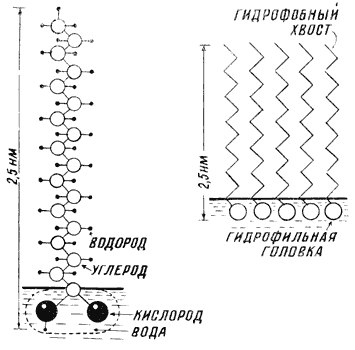 ГИДРОФОБНЫЙ
ХВОСТ
2,5 нм
2,5 нм
ВОДОРОД
УГЛЕРОД
ГИДРОФИЛЬНАЯ
ГОЛОВКА
КИСЛОРОД
ВОДА